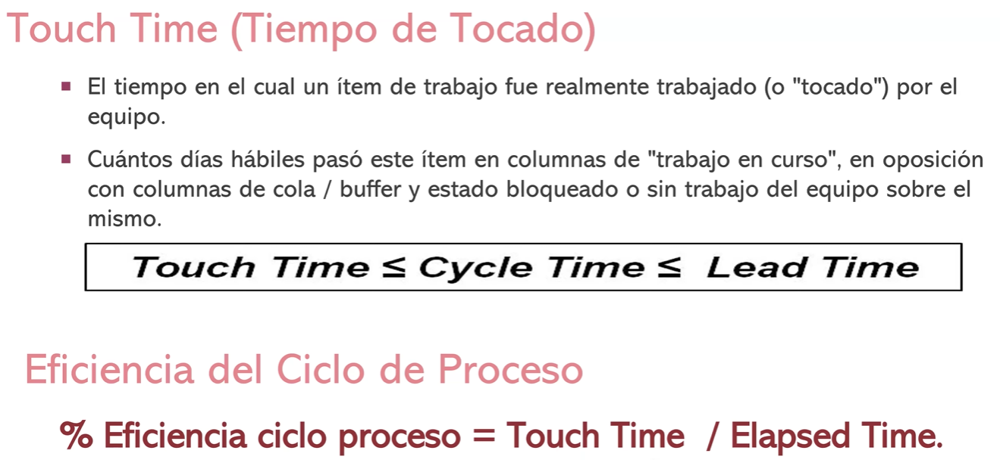 Touch Time (Tiempo de Tocado)
▪ El tiempo en el cual un ítem de trabajo fue realmente trabajado (o "tocado") por el
equipo.
▪ Cuántos días hábiles pasó este ítem en columnas de "trabajo en curso", en oposición
con columnas de cola / buffer y estado bloqueado o sin trabajo del equipo sobre el
mismo.
Touch Time ≤ Cycle Time ≤ Lead Time
Eficiencia del Ciclo de Proceso
% Eficiencia ciclo proceso = Touch Time / Elapsed Time.